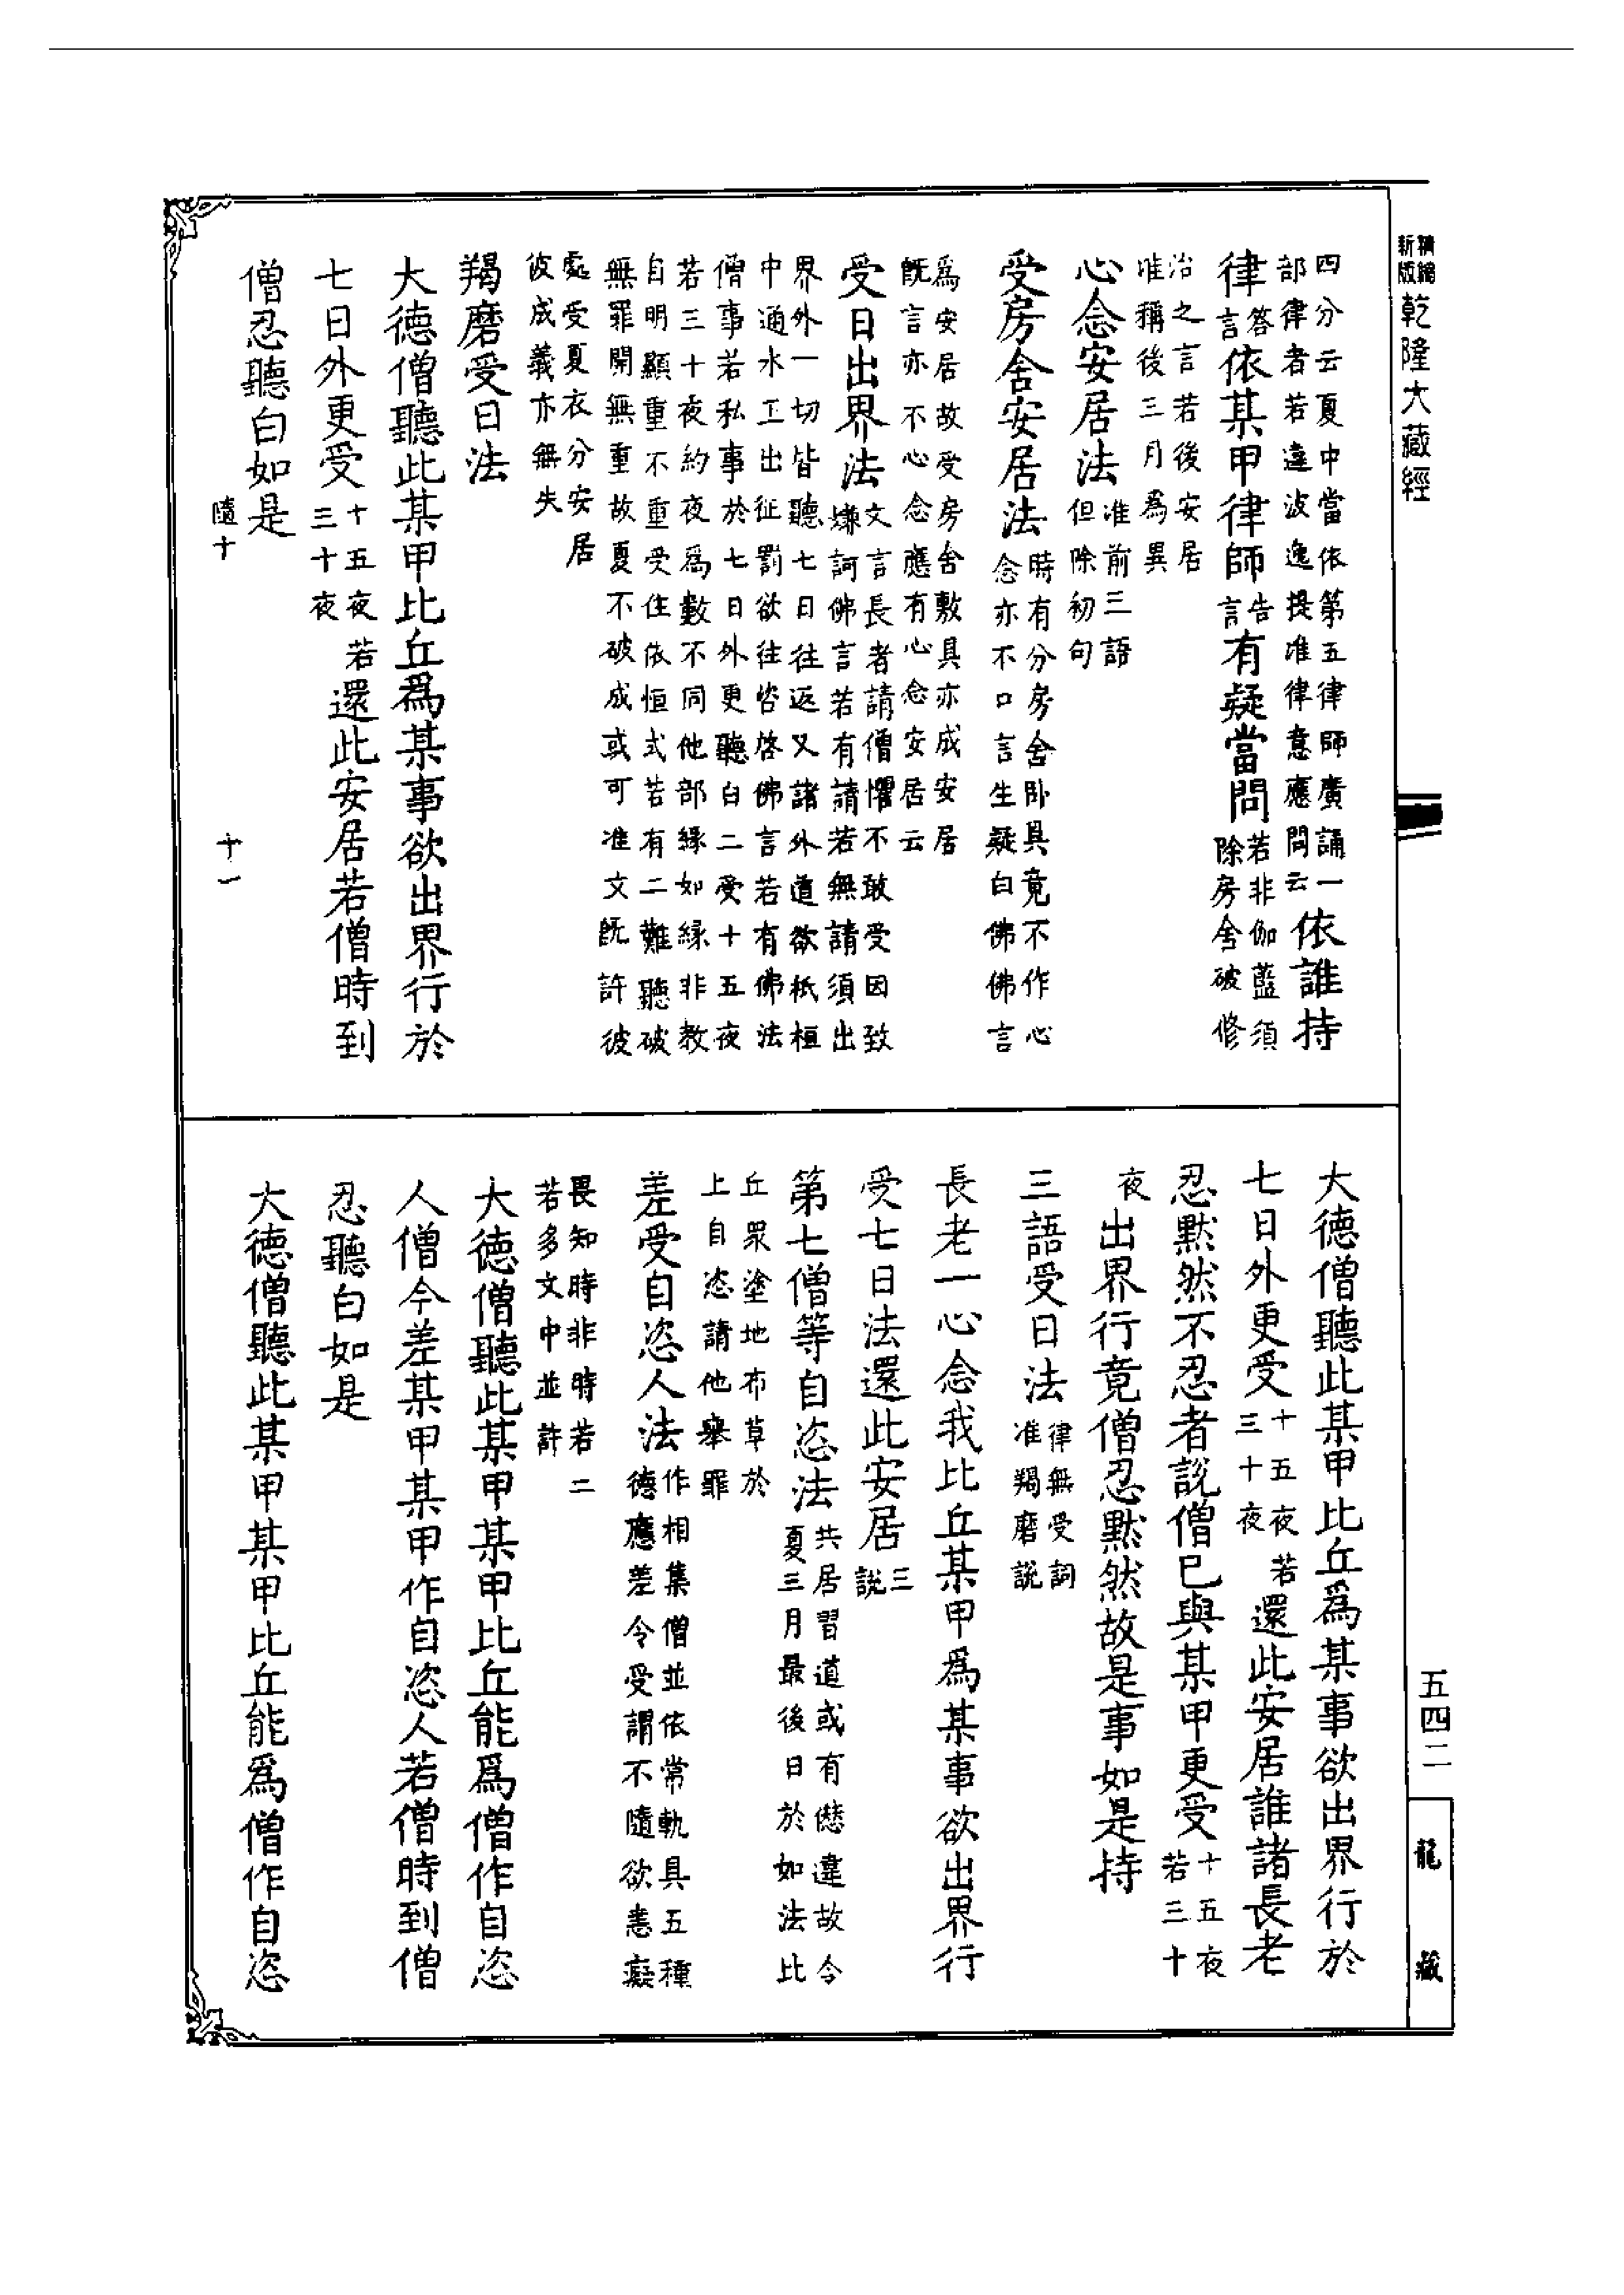 精縮新版乾隆大藏經
四分云夏中當依第五律師廣誦一部律者若違波逸提准律意應問云依誰持
律答言依某甲律師告言有疑當問若非伽藍須除房舍破修
治之言若後安居准稱後三月為異
心念安居法准前三語但除初句
受房舍安居法時有分房舍卧具竟不作心念亦不口言生疑白佛佛言
為安居故受房舍敷具亦成安居既言亦不心念應有心念安居云
受日出界法文言長者請僧懼不敢受因致嫌訶佛言若有請若無請須出
界外一切皆聽七日往返又諸外道欲祇桓中通水工出征罰欲往咨啓佛言若有佛法
僧事若私事於七日外更聽白二受十五夜若三十夜約夜爲數不同他部緣如緣非教
自明顯重不重受住依恒式若有二難聽破無罪開無重故夏不破成或可准文既許彼
處受夏衣分安居彼成義亦無失
羯磨受日法
大德僧聽此某甲比丘爲某事欲出界行於
七日外更受十五夜三十夜若還此安居若僧時到
僧忍聽白如是
隨十 十一
大德僧聽此某甲比丘爲某事欲出界行於
七日外更受十五夜三十夜若還此安居誰諸長老
忍默然不忍者說僧已與某甲更受十五夜若三十
夜出界行竟僧忍默然故是事如是持
三語受日法律無受詞准羯磨說
長老一心念我比丘某甲爲某事欲出界行
受七日法還此安居三說
第七僧等自恣法共居習道或有愆違故令夏三月最後日於如法比
丘眾塗地布草於上自恣請他舉罪
差受自恣人法作相集僧並依常軌具五種德應差令受謂不隨欲恚癡
畏知時非時若二若多文中並許
大德僧聽此某甲某甲比丘能爲僧作自恣
人僧今差某甲某甲作自恣人若僧時到僧
忍聽白如是
大德僧聽此某甲某甲比丘能爲僧作自恣
五四二
龍藏